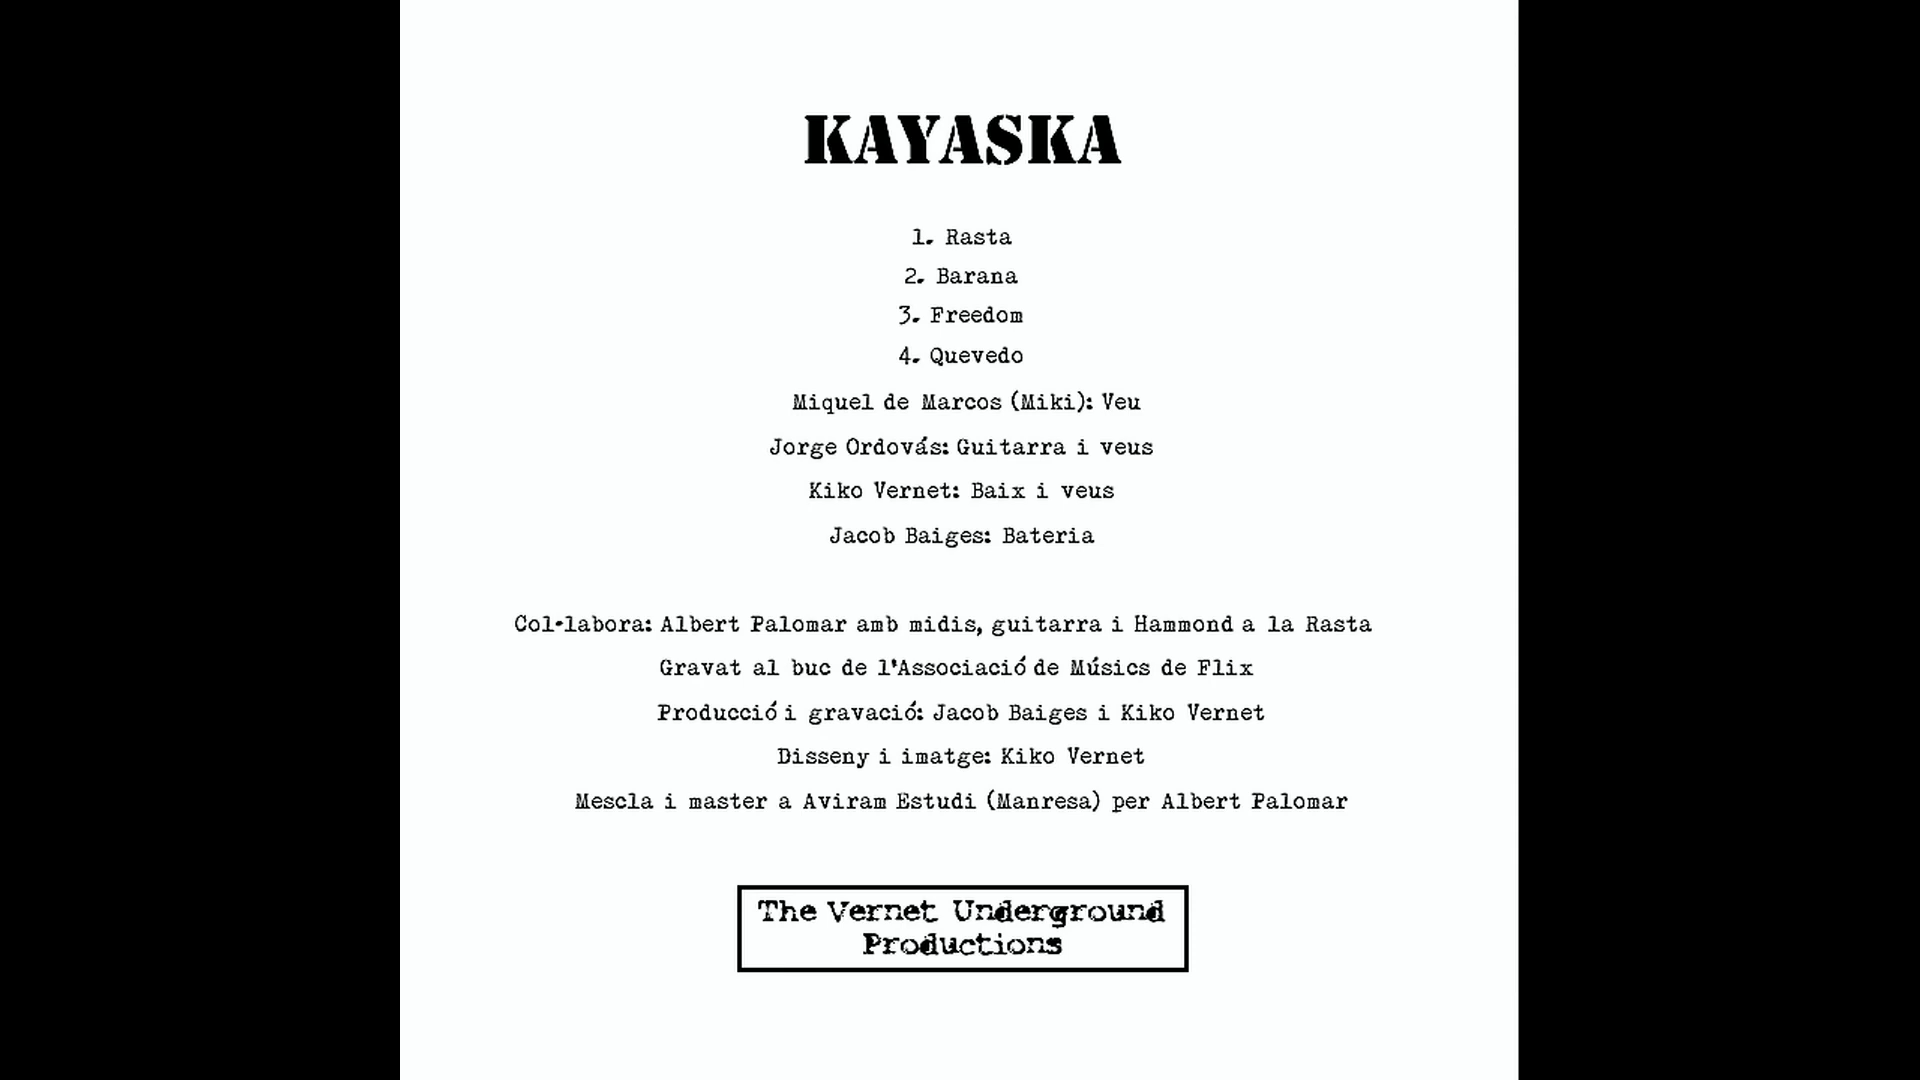 KAYASKA
1. Rasta
2. Barana
3. Freedom
4. Quevedo
Miquel de Marcos (Miki): Veu
Jorge Ordovás: Guitarra i veus
Kiko Vernet: Baix i veus
Jacob Baiges: Bateria
Col·labora: Albert Palomar amb midis, guitarra i Hammond a la Rasta
Gravat al buc de l'Associació de Músics de Flix
Producció i gravació: Jacob Baiges i Kiko Vernet
Disseny i imatge: Kiko Vernet
Mescla i master a Aviram Estudi (Manresa) per Albert Palomar
The Vernet Underground
Productions